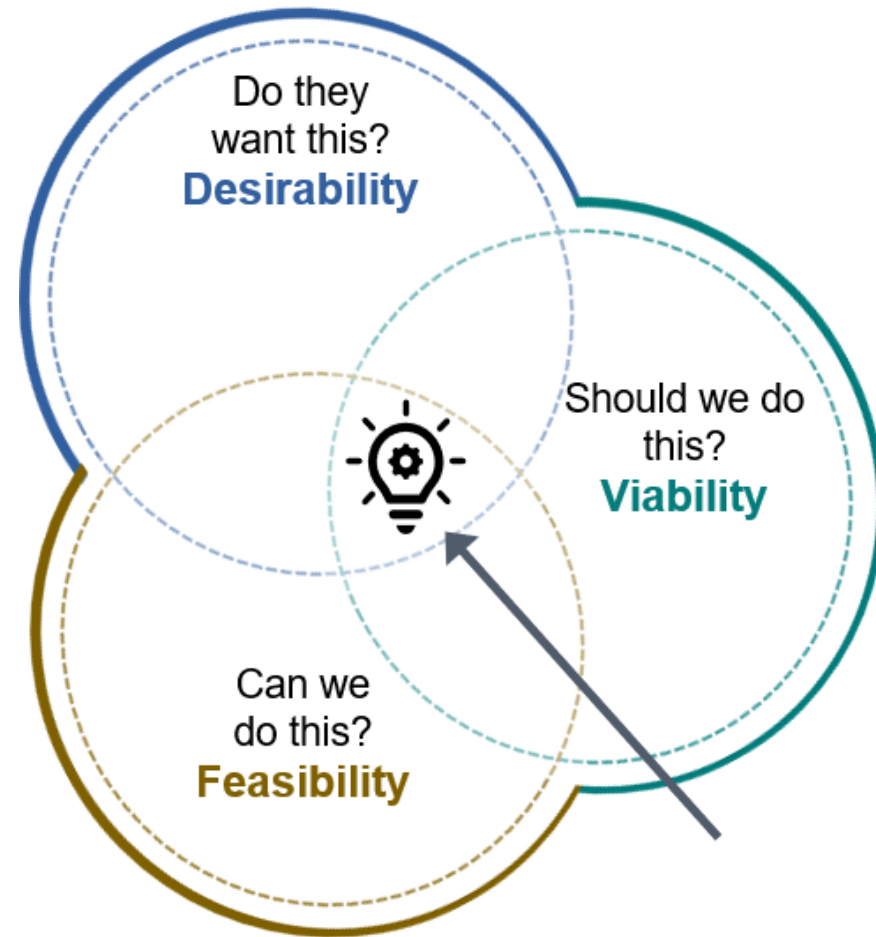 Do they
want this?
Desirability
Should we do
this?
Viability
Can we
do this?
Feasibility